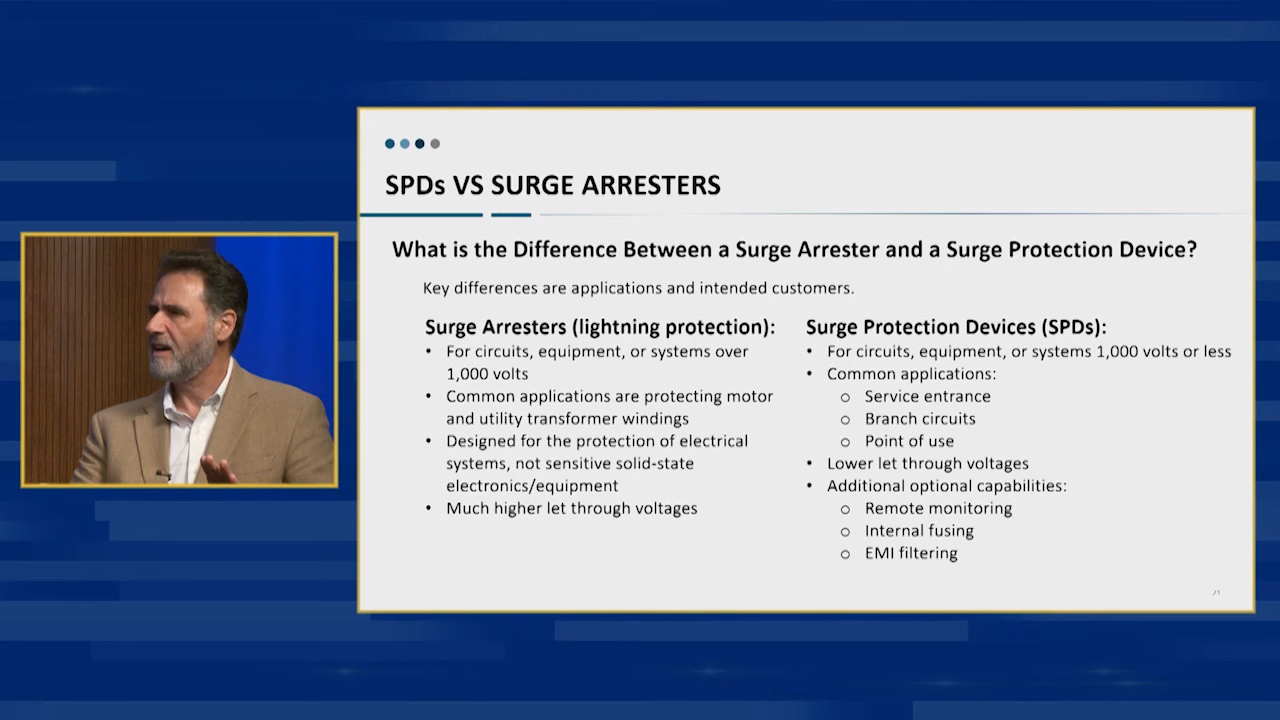 SPDs VS SURGE ARRESTERS
What is the Difference Between a Surge Arrester and a Surge Protection Device?
Key differences are applications and intended customers.
Surge Arresters (lightning protection):
• For circuits, equipment, or systems over
1,000 volts
• Common applications are protecting motor
and utility transformer windings
• Designed for the protection of electrical
systems, not sensitive solid-state
electronics/equipment
• Much higher let through voltages
Surge Protection Devices (SPDs):
• For circuits, equipment, or systems 1,000 volts or less
• Common applications:
o Service entrance
o Branch circuits
o Point of use
• Lower let through voltages
• Additional optional capabilities:
o Remote monitoring
o Internal fusing
o EMI filtering